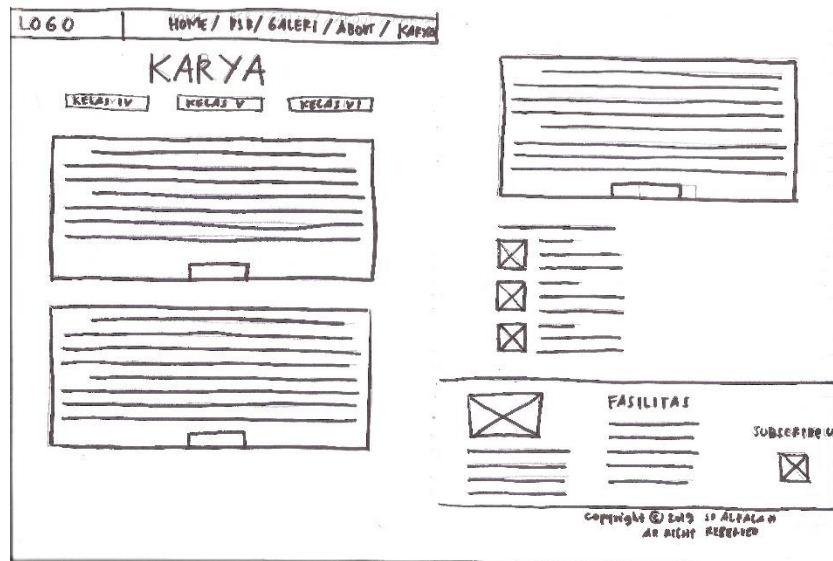 LOGO
HOME / PSB / GALERI / ABOUT / KARYA
KARYA
KELAS IV
KELAS V
KELAS VI
FASILITAS
SUBSCRIBE U
Copyright © 2019 SD ALFALAH
All RIGHT RESERVED